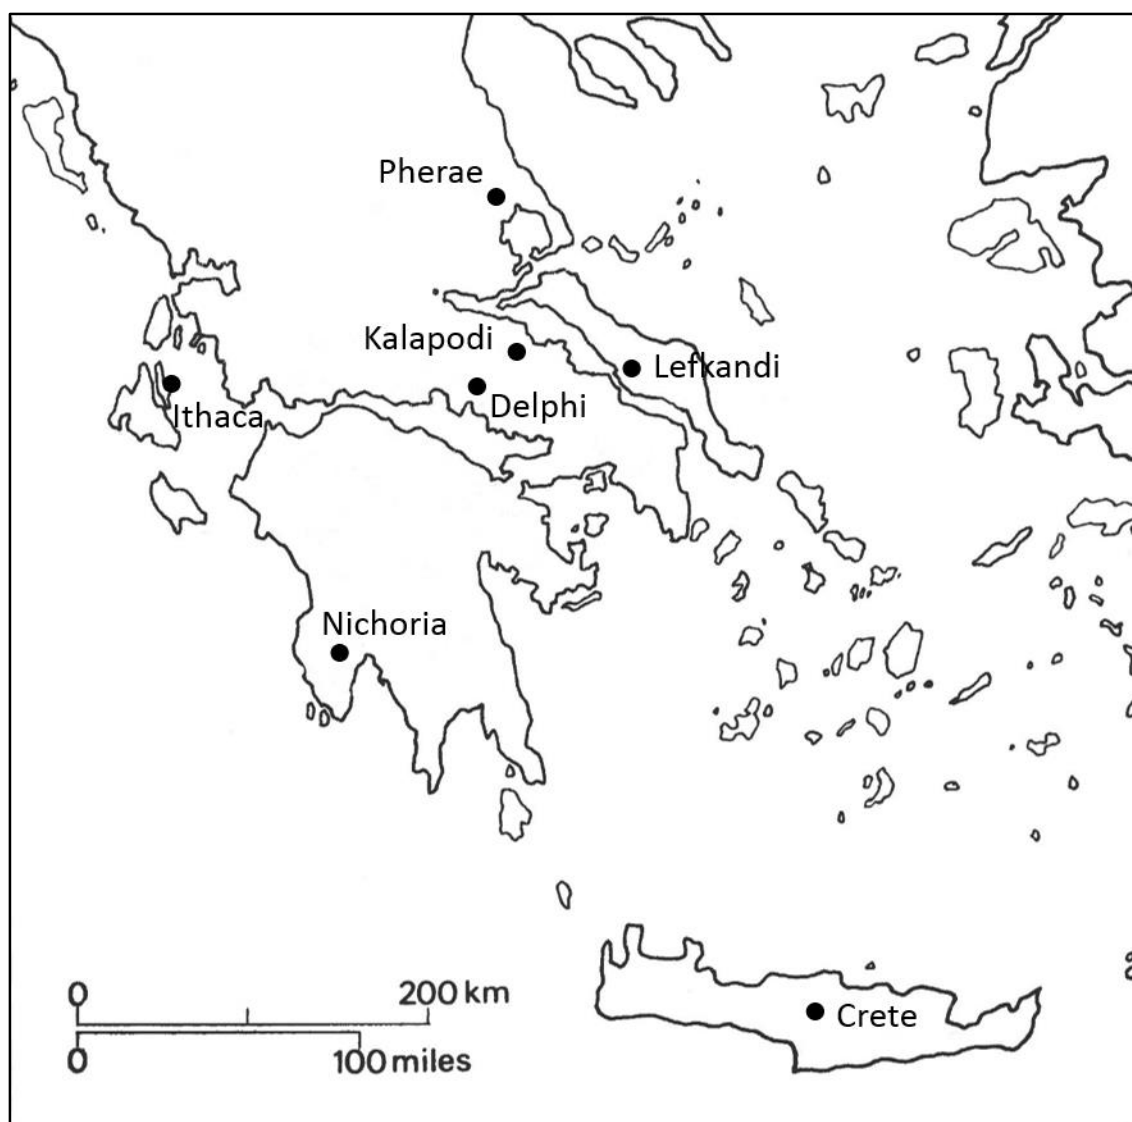 Pherae
Kalapodi
Lefkandi
Delphi
Ithaca
Nichoria
0 200 km
Crete
0 100 miles